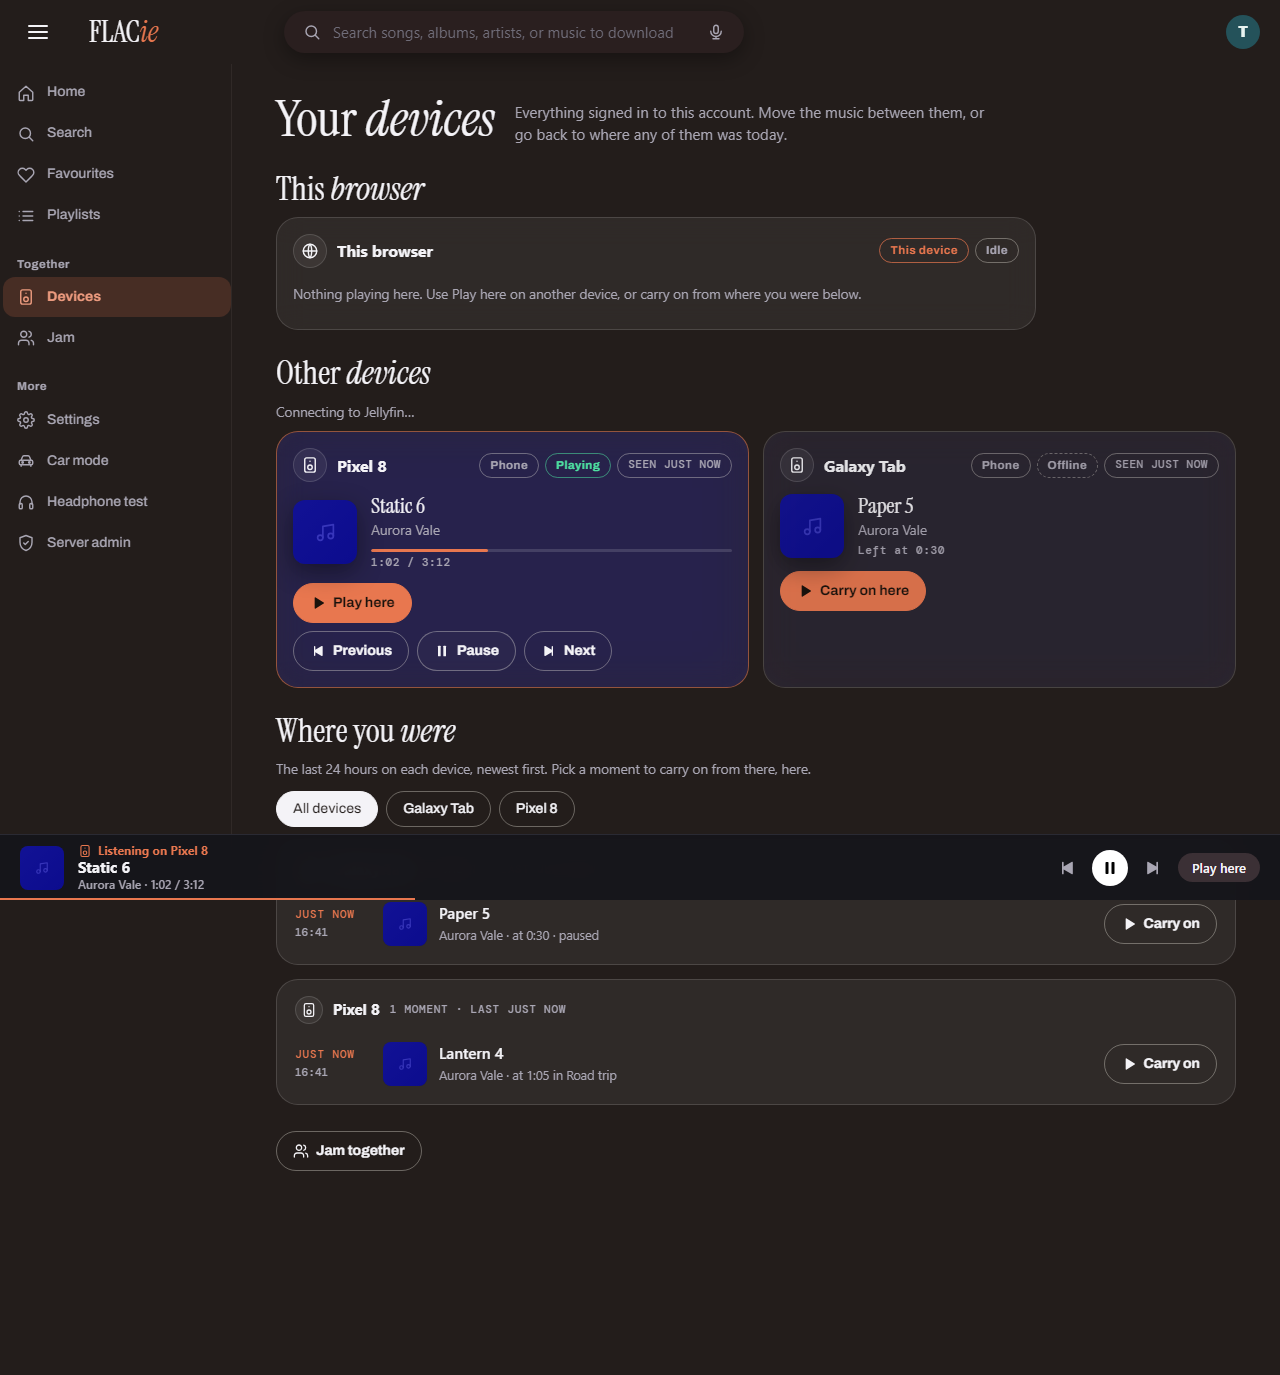 FLACie
Search songs, albums, artists, or music to download
T
Home
Search
Favourites
Playlists
Together
Devices
Jam
More
Settings
Car mode
Headphone test
Server admin
Your devices
Everything signed in to this account. Move the music between them, or
go back to where any of them was today.
This browser
This browser
This device
Idle
Nothing playing here. Use Play here on another device, or carry on from where you were below.
Other devices
Connecting to Jellyfin...
Pixel 8
Phone
Playing
SEEN JUST NOW
Static 6
Aurora Vale
1:02 / 3:12
Play here
Previous
Pause
Next
Galaxy Tab
Phone
Offline
SEEN JUST NOW
Paper 5
Aurora Vale
Left at 0:30
Carry on here
Where you were
The last 24 hours on each device, newest first. Pick a moment to carry on from there, here.
All devices
Galaxy Tab
Pixel 8
Listening on Pixel 8
Static 6
Aurora Vale · 1:02 / 3:12
Play here
JUST NOW
16:41
Paper 5
Aurora Vale · at 0:30 · paused
Carry on
Pixel 8
1 MOMENT · LAST JUST NOW
JUST NOW
16:41
Lantern 4
Aurora Vale · at 1:05 in Road trip
Carry on
Jam together